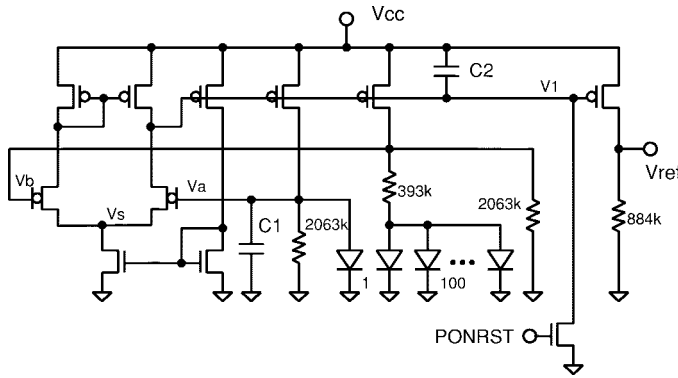 Vcc
C2
V1
Vb
Va
Vref
393k
Vs
C1
2063k
2063k
884k
1
100
PONRST